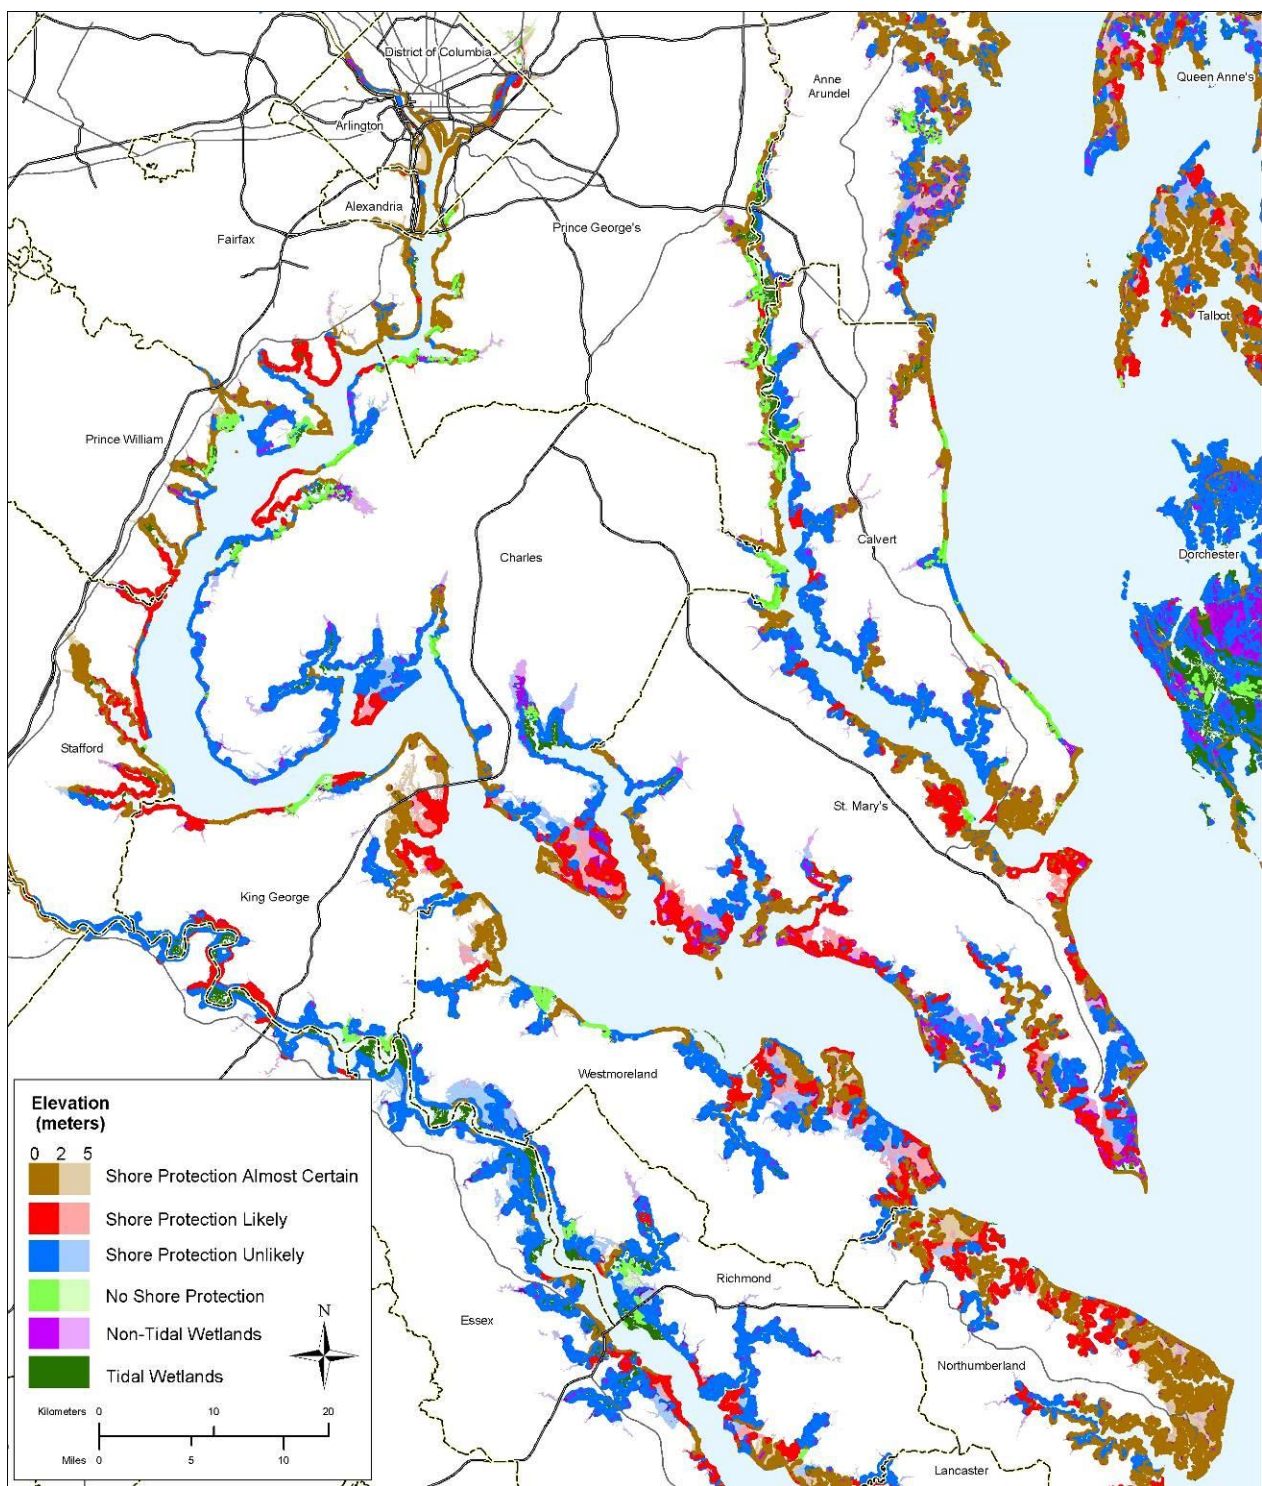 District of Columbia
Anne
Arundel
Queen Anne's
Arlington
Alexandria
Fairfax
Prince George's
Talbot
Prince William
Calvert
Dorchester
Charles
Stafford
St. Mary's
King George
Westmoreland
Richmond
Essex
Northumberland
Lancaster
Elevation
(meters)
0 2 5
Shore Protection Almost Certain
Shore Protection Likely
Shore Protection Unlikely
No Shore Protection
Non-Tidal Wetlands
Tidal Wetlands
N
Kilometers 0 10 20
Miles 0 5 10